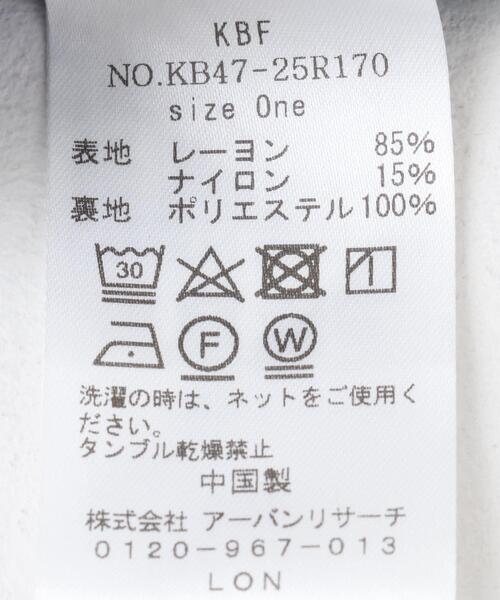 KBF
NO.KB47-25R170
size One
表地 レーヨン 85%
ナイロン 15%
裏地 ポリエステル 100%
30
F W
洗濯の時は、ネットをご使用く
ださい。
タンブル乾燥禁止
中国製
株式会社 アーバンリサーチ
0120-967-013
LON